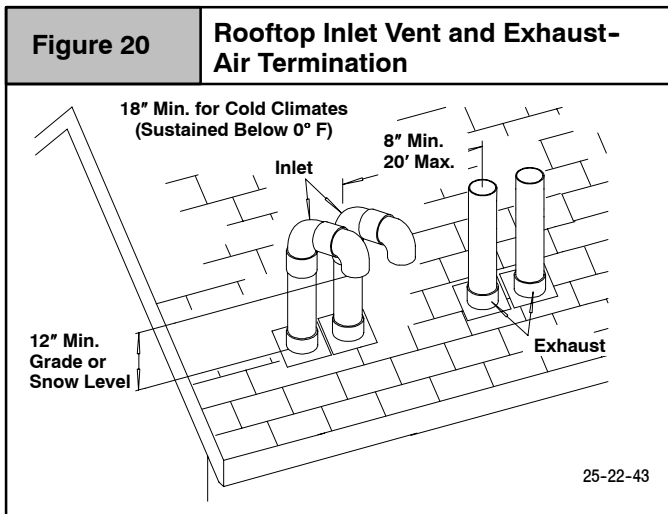 Figure 20
Rooftop Inlet Vent and Exhaust-
Air Termination
18″ Min. for Cold Climates
(Sustained Below 0° F)
8″ Min.
20′ Max.
Inlet
12″ Min.
Grade or
Snow Level
Exhaust
25-22-43